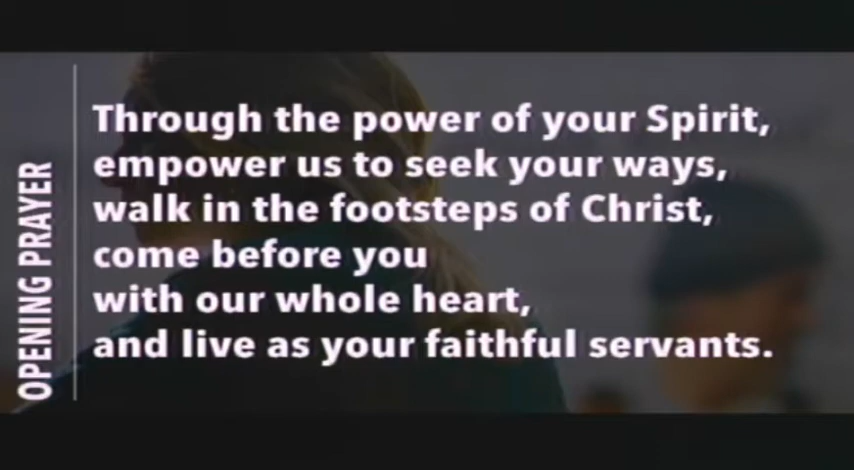 OPENING PRAYER
Through the power of your Spirit,
empower us to seek your ways,
walk in the footsteps of Christ,
come before you
with our whole heart,
and live as your faithful servants.